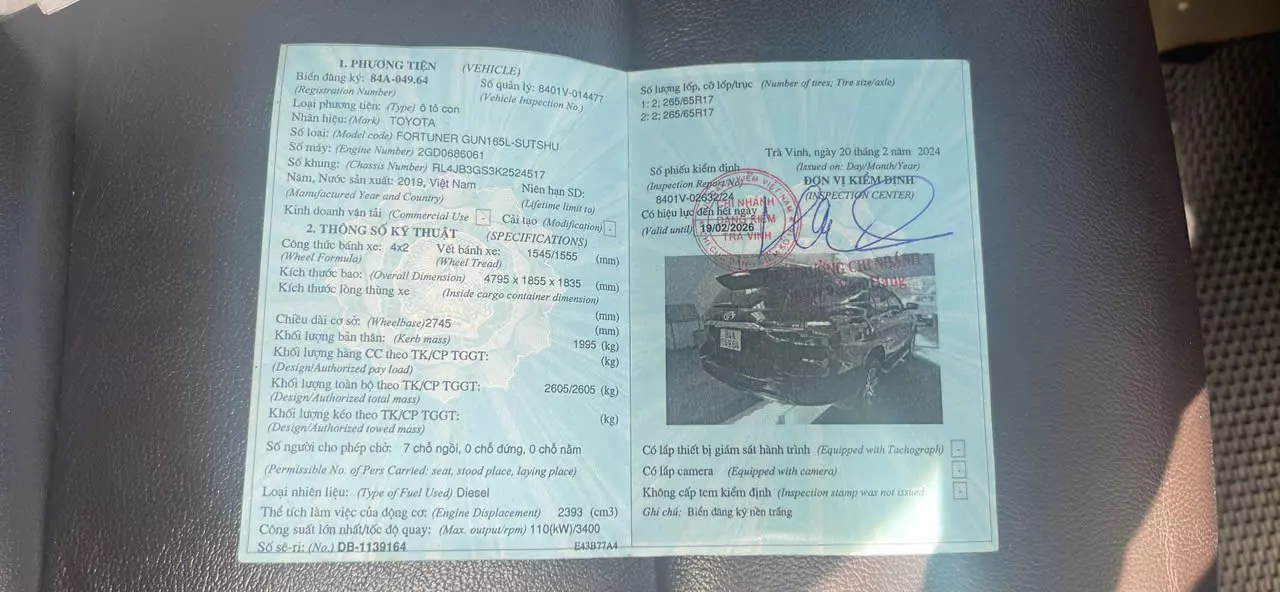 1. PHƯƠNG TIỆN (VEHICLE)
Biển đăng ký: 84A-049.64 Số quản lý: 8401V-014477
(Registration Number) (Vehicle Inspection No.)
Loại phương tiện: (Type) ô tô con
Nhãn hiệu: (Mark) TOYOTA
Số loại: (Model code) FORTUNER GUN165L-SUTSHU
Số máy: (Engine Number) 2GD0686061
Số khung: (Chassis Number) RL4JB3GS3K2524517
Năm, Nước sản xuất: 2019, Việt Nam Niên hạn SD:
(Manufactured Year and Country) (Lifetime limit to)
Kinh doanh vận tải (Commercial Use) - Cải tạo (Modification) -
2. THÔNG SỐ KỸ THUẬT (SPECIFICATIONS)
Công thức bánh xe: 4x2 Vết bánh xe: 1545/1555 (mm)
(Wheel Formula) (Wheel Tread)
Kích thước bao: (Overall Dimension) 4795 x 1855 x 1835 (mm)
Kích thước lòng thùng xe (Inside cargo container dimension)
(mm)
Chiều dài cơ sở: (Wheelbase) 2745 (mm)
Khối lượng bản thân: (Kerb mass) 1995 (kg)
Khối lượng hàng CC theo TK/CP TGGT: (kg)
(Design/Authorized pay load)
Khối lượng toàn bộ theo TK/CP TGGT: 2605/2605 (kg)
(Design/Authorized total mass)
Khối lượng kéo theo TK/CP TGGT: (kg)
(Design/Authorized towed mass)
Số người cho phép chở: 7 chỗ ngồi, 0 chỗ đứng, 0 chỗ nằm
(Permissible No. of Pers Carried: seat, stood place, laying place)
Loại nhiên liệu: (Type of Fuel Used) Diesel
Thể tích làm việc của động cơ: (Engine Displacement) 2393 (cm3)
Công suất lớn nhất/tốc độ quay: (Max. output/rpm) 110(kW)/3400
Số sê-ri: (No.) DB-1139164 E43B77A4
Số lượng lốp, cỡ lốp/trục (Number of tires; Tire size/axle)
1: 2; 265/65R17
2: 2; 265/65R17
Trà Vinh, ngày 20 tháng 2 năm 2024
(Issued on: Day/Month/Year)
Số phiếu kiểm định ĐƠN VỊ KIỂM ĐỊNH
(Inspection Report No) (INSPECTION CENTER)
8401V-02632/24
Có hiệu lực đến hết ngày
(Valid until) 19/02/2026
CHI NHÁNH
ĐĂNG KIỂM
TRÀ VINH
TRƯỞNG CHI NHÁNH
84A
Có lắp thiết bị giám sát hành trình (Equipped with Tachograph) -
Có lắp camera (Equipped with camera) -
Không cấp tem kiểm định (Inspection stamp was not issued -
Ghi chú: Biển đăng ký nền trắng